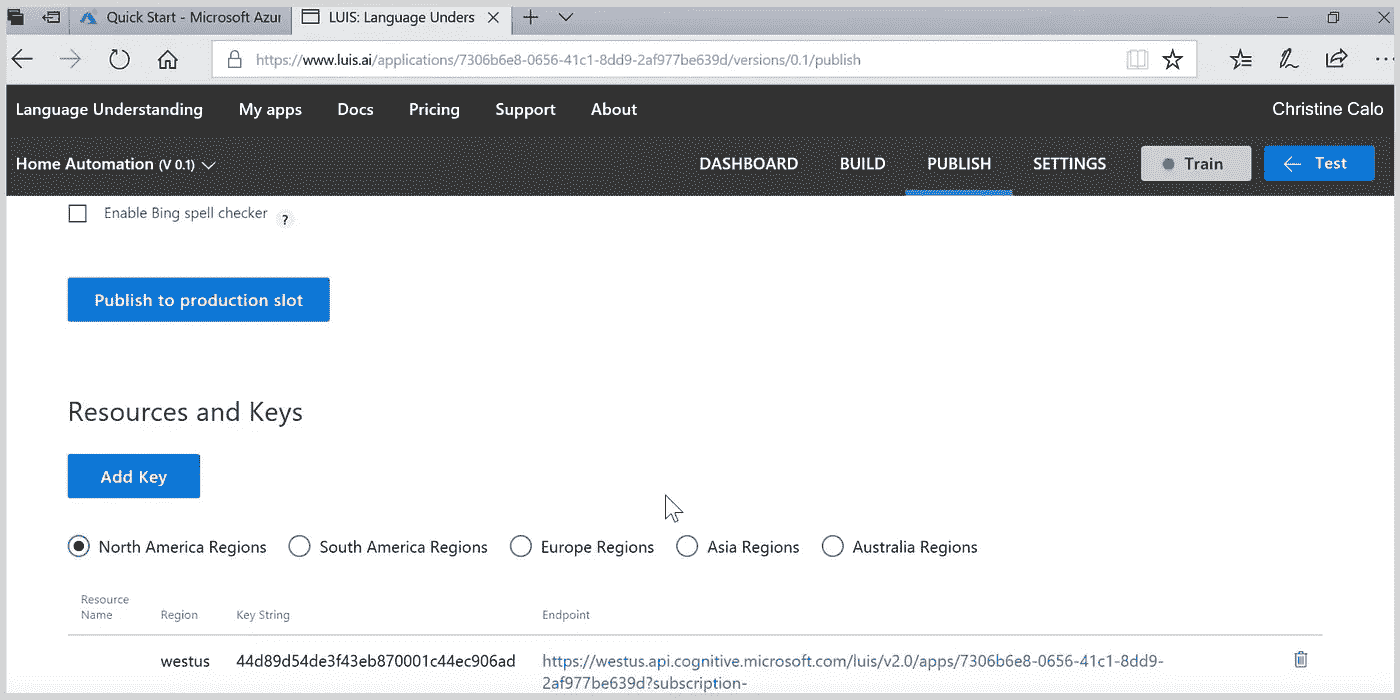 Quick Start - Microsoft Azur
LUIS: Language Unders
https://www.luis.ai/applications/7306b6e8-0656-41c1-8dd9-2af977be639d/versions/0.1/publish
Language Understanding My apps Docs Pricing Support About Christine Calo
Home Automation (V 0.1) DASHBOARD BUILD PUBLISH SETTINGS Train Test
Enable Bing spell checker ?
Publish to production slot
Resources and Keys
Add Key
North America Regions South America Regions Europe Regions Asia Regions Australia Regions
Resource
Name Region Key String Endpoint
westus 44d89d54de3f43eb870001c44ec906ad https://westus.api.cognitive.microsoft.com/luis/v2.0/apps/7306b6e8-0656-41c1-8dd9-
2af977be639d?subscription-